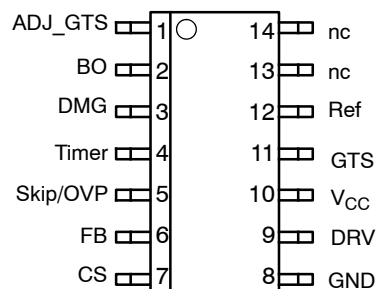 ADJ_GTS 1 14 nc
BO 2 13 nc
DMG 3 12 Ref
Timer 4 11 GTS
Skip/OVP 5 10 VCC
FB 6 9 DRV
CS 7 8 GND